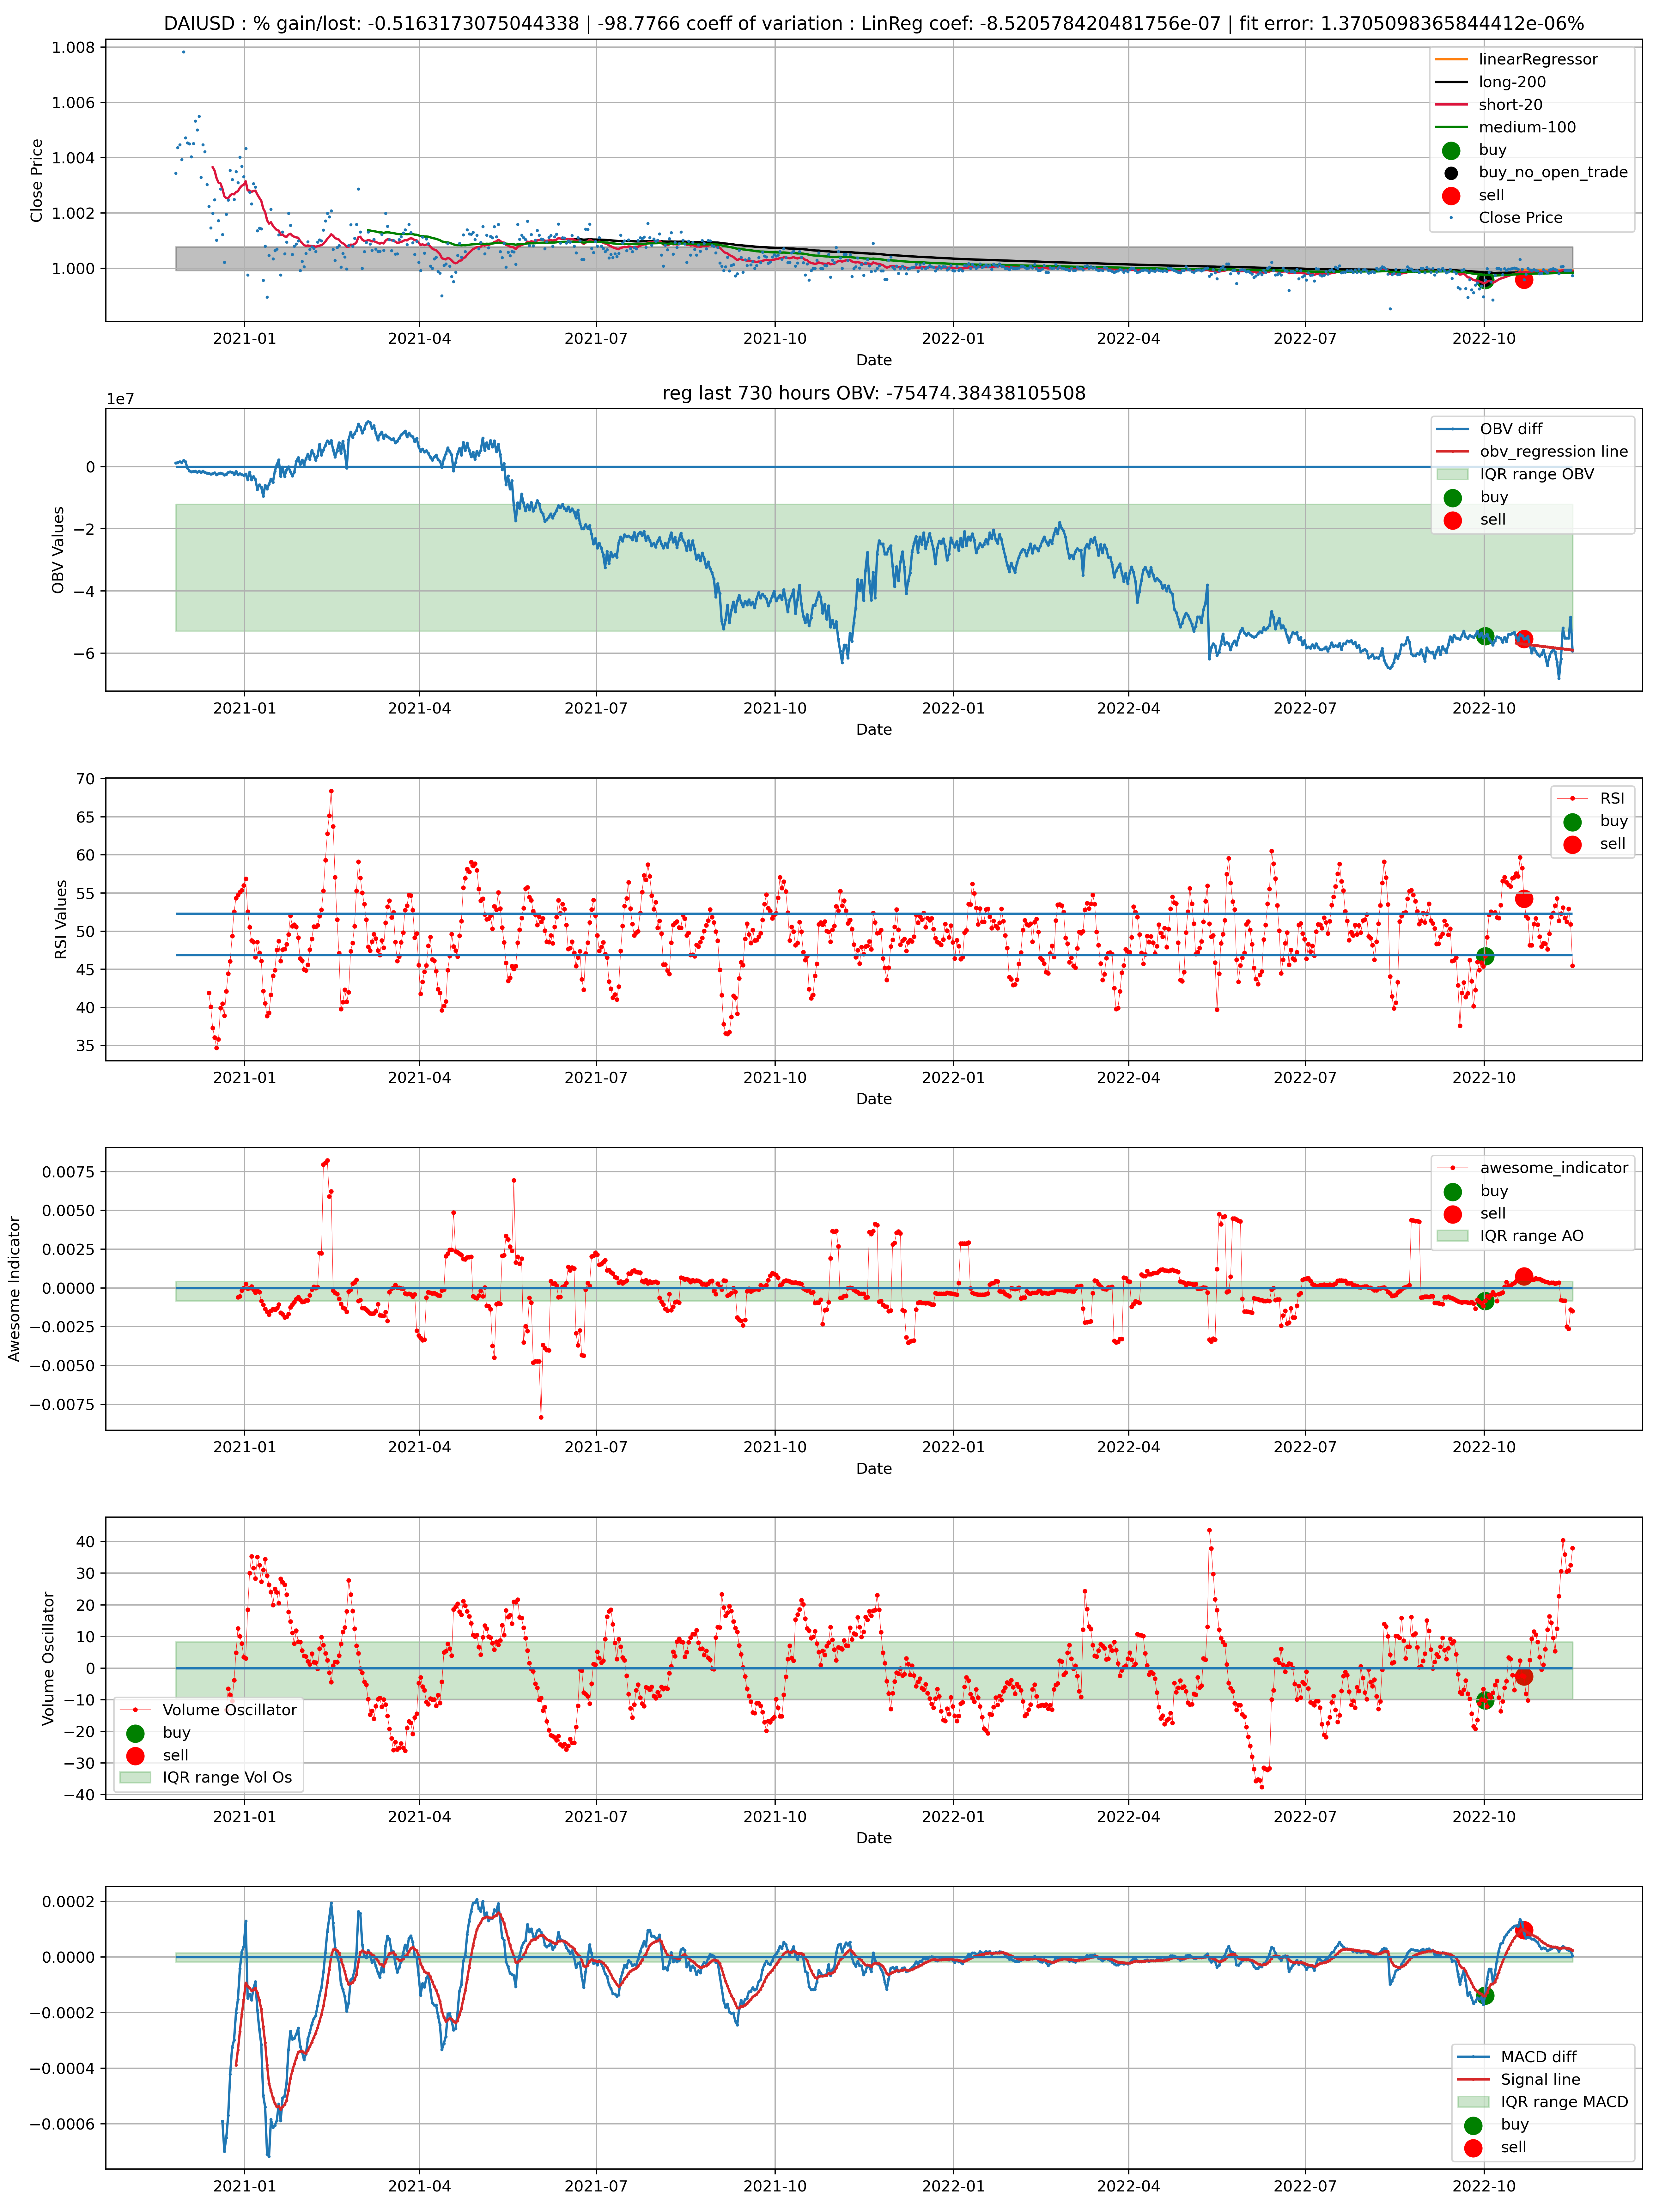 DAIUSD : % gain/lost: -0.5163173075044338 | -98.7766 coeff of variation : LinReg coef: -8.520578420481756e-07 | fit error: 1.3705098365844412e-06%
1.008
1.006
1.004
1.002
1.000
Close Price
linearRegressor
long-200
short-20
medium-100
buy
buy_no_open_trade
sell
Close Price
2021-01 2021-04 2021-07 2021-10 2022-01 2022-04 2022-07 2022-10
Date
reg last 730 hours OBV: -75474.38438105508
1e7
0
−2
−4
−6
OBV Values
OBV diff
obv_regression line
IQR range OBV
buy
sell
2021-01 2021-04 2021-07 2021-10 2022-01 2022-04 2022-07 2022-10
Date
70
65
60
55
50
45
40
35
RSI Values
RSI
buy
sell
2021-01 2021-04 2021-07 2021-10 2022-01 2022-04 2022-07 2022-10
Date
0.0075
0.0050
0.0025
0.0000
−0.0025
−0.0050
−0.0075
Awesome Indicator
awesome_indicator
buy
sell
IQR range AO
2021-01 2021-04 2021-07 2021-10 2022-01 2022-04 2022-07 2022-10
Date
40
30
20
10
0
−10
−20
−30
−40
Volume Oscillator
Volume Oscillator
buy
sell
IQR range Vol Os
2021-01 2021-04 2021-07 2021-10 2022-01 2022-04 2022-07 2022-10
Date
0.0002
0.0000
−0.0002
−0.0004
−0.0006
MACD diff
Signal line
IQR range MACD
buy
sell
2021-01 2021-04 2021-07 2021-10 2022-01 2022-04 2022-07 2022-10